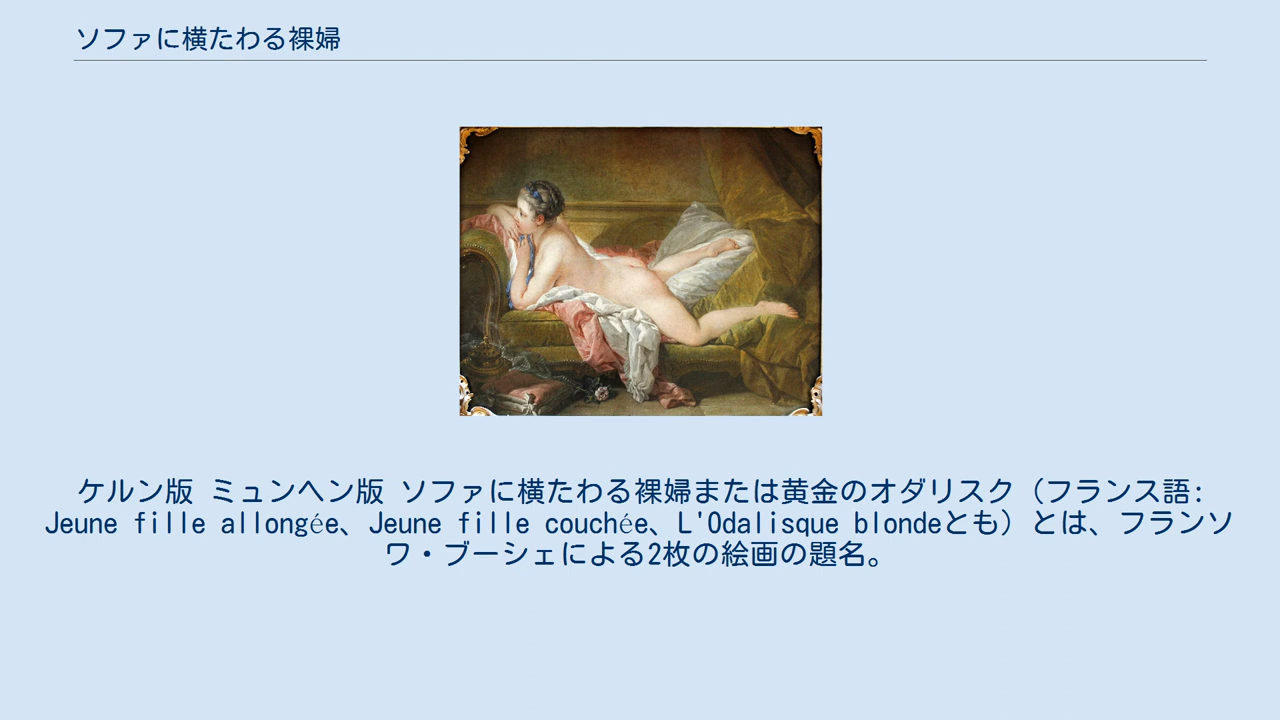 ソファに横たわる裸婦
ケルン版 ミュンヘン版 ソファに横たわる裸婦または黄金のオダリスク（フランス語:
Jeune fille allongée、Jeune fille couchée、L'Odalisque blondeとも）とは、フランソ
ワ・ブーシェによる2枚の絵画の題名。